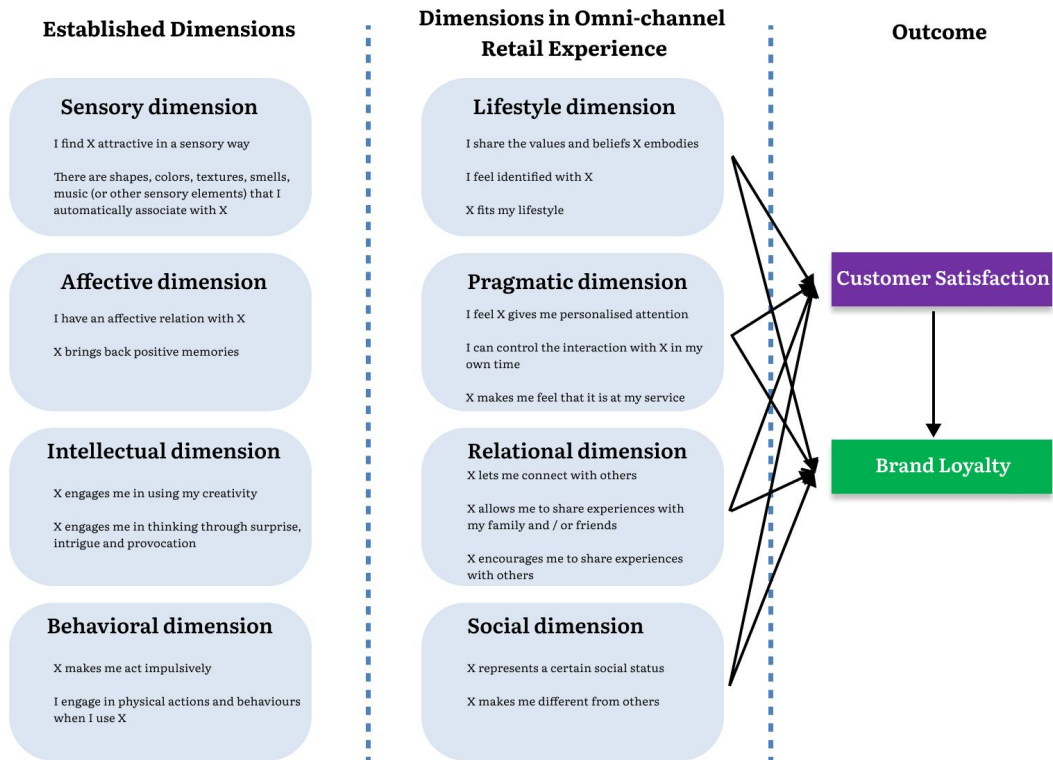 Established Dimensions
Sensory dimension
I find X attractive in a sensory way
There are shapes, colors, textures, smells,
music (or other sensory elements) that I
automatically associate with X
Affective dimension
I have an affective relation with X
X brings back positive memories
Intellectual dimension
X engages me in using my creativity
X engages me in thinking through surprise,
intrigue and provocation
Behavioral dimension
X makes me act impulsively
I engage in physical actions and behaviours
when I use X
Dimensions in Omni-channel
Retail Experience
Lifestyle dimension
I share the values and beliefs X embodies
I feel identified with X
X fits my lifestyle
Pragmatic dimension
I feel X gives me personalised attention
I can control the interaction with X in my
own time
X makes me feel that it is at my service
Relational dimension
X lets me connect with others
X allows me to share experiences with
my family and / or friends
X encourages me to share experiences
with others
Social dimension
X represents a certain social status
X makes me different from others
Outcome
Customer Satisfaction
Brand Loyalty